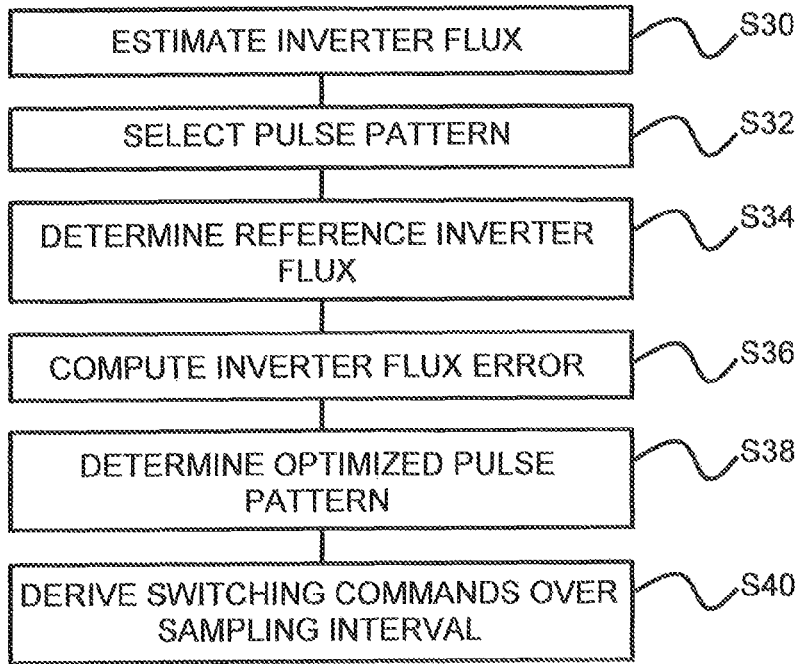 ESTIMATE INVERTER FLUX
S30
SELECT PULSE PATTERN
S32
DETERMINE REFERENCE INVERTER
FLUX
S34
COMPUTE INVERTER FLUX ERROR
S36
DETERMINE OPTIMIZED PULSE
PATTERN
S38
DERIVE SWITCHING COMMANDS OVER
SAMPLING INTERVAL
S40